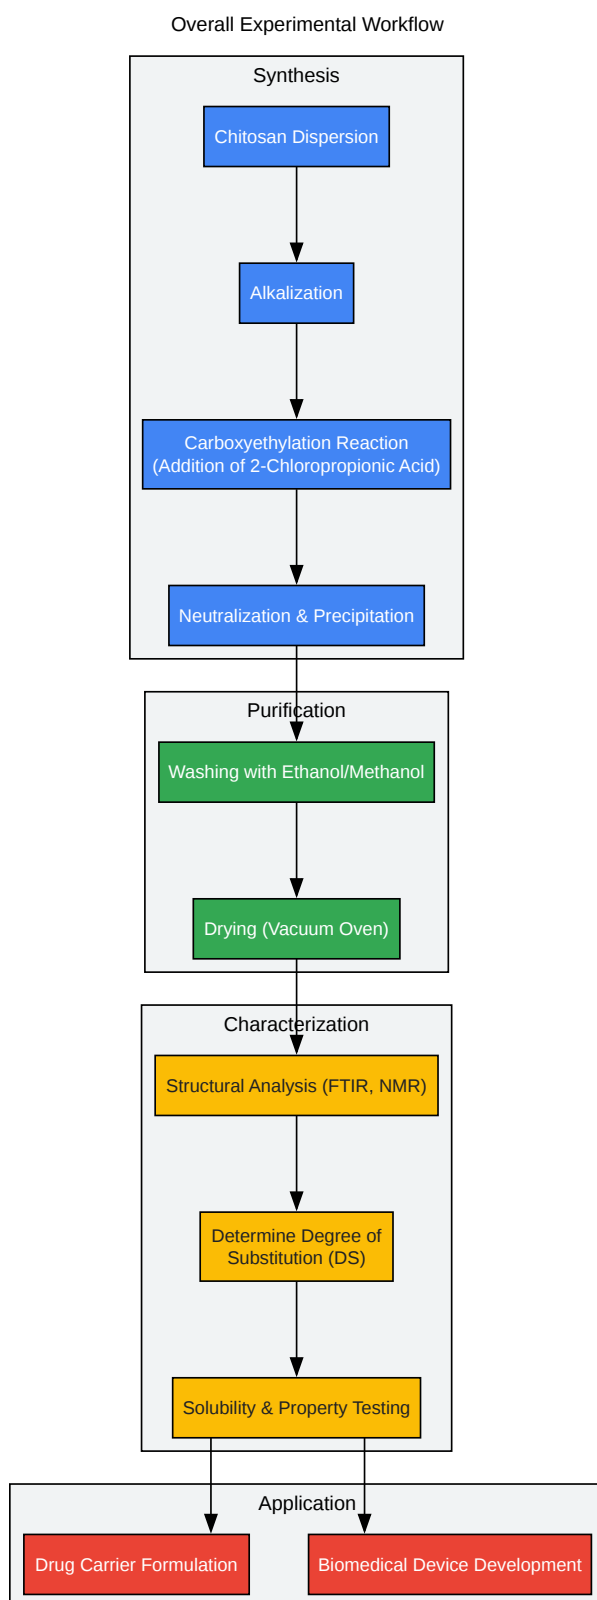 Overall Experimental Workflow
Synthesis
Chitosan Dispersion
Alkalization
Carboxyethylation Reaction
(Addition of 2-Chloropropionic Acid)
Neutralization & Precipitation
Purification
Washing with Ethanol/Methanol
Drying (Vacuum Oven)
Characterization
Structural Analysis (FTIR, NMR)
Determine Degree of
Substitution (DS)
Solubility & Property Testing
Application
Drug Carrier Formulation
Biomedical Device Development